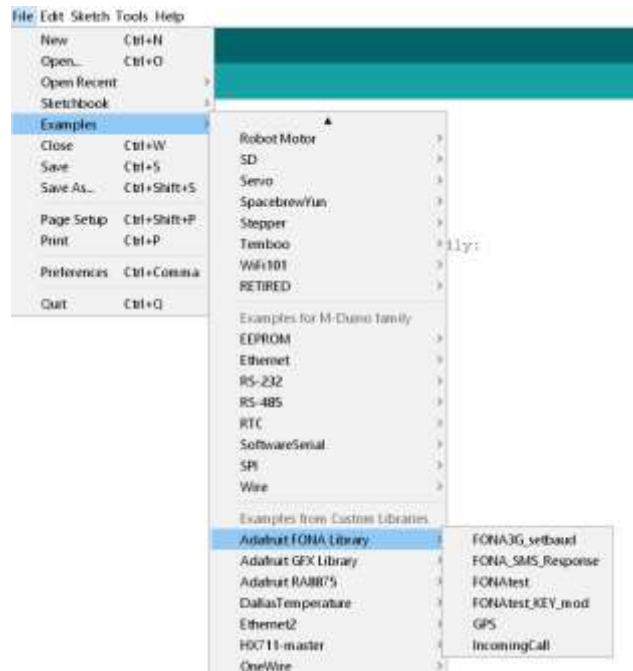 File Edit Sketch Tools Help
New Ctrl+N
Open... Ctrl+O
Open Recent
Sketchbook
Examples
Close Ctrl+W
Save Ctrl+S
Save As... Ctrl+Shift+S
Page Setup Ctrl+Shift+P
Print Ctrl+P
Preferences Ctrl+Comma
Quit Ctrl+Q
Robot Motor
SD
Servo
SpacebrewYun
Stepper
Temboo
WiFi101
RETIRED
ily:
Examples for M-Duino family
EEPROM
Ethernet
RS-232
RS-485
RTC
SoftwareSerial
SPI
Wire
Examples from Custom Libraries
Adafruit FONA Library
Adafruit GFX Library
Adafruit RA8875
DallasTemperature
Ethernet2
HX711-master
OneWire
FONA3G_setbaud
FONA_SMS_Response
FONAtest
FONAtest_KEY_mod
GPS
IncomingCall